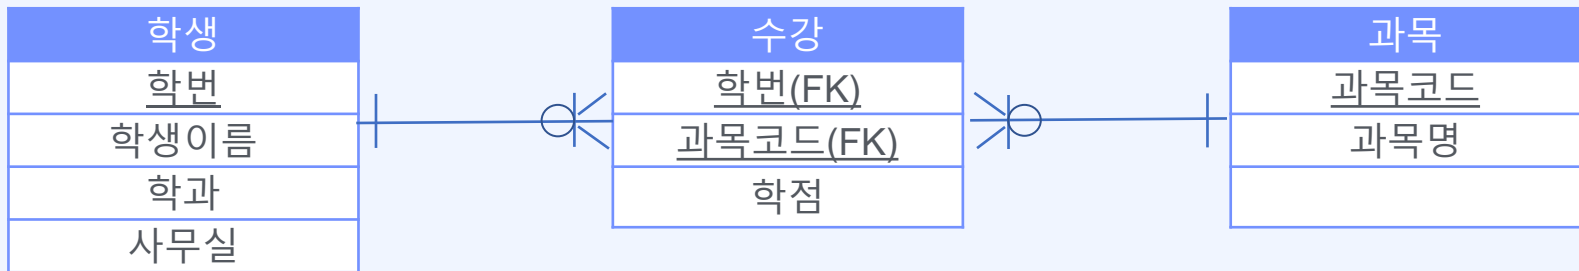 학생
학번
학생이름
학과
사무실
수강
학번(FK)
과목코드(FK)
학점
과목
과목코드
과목명